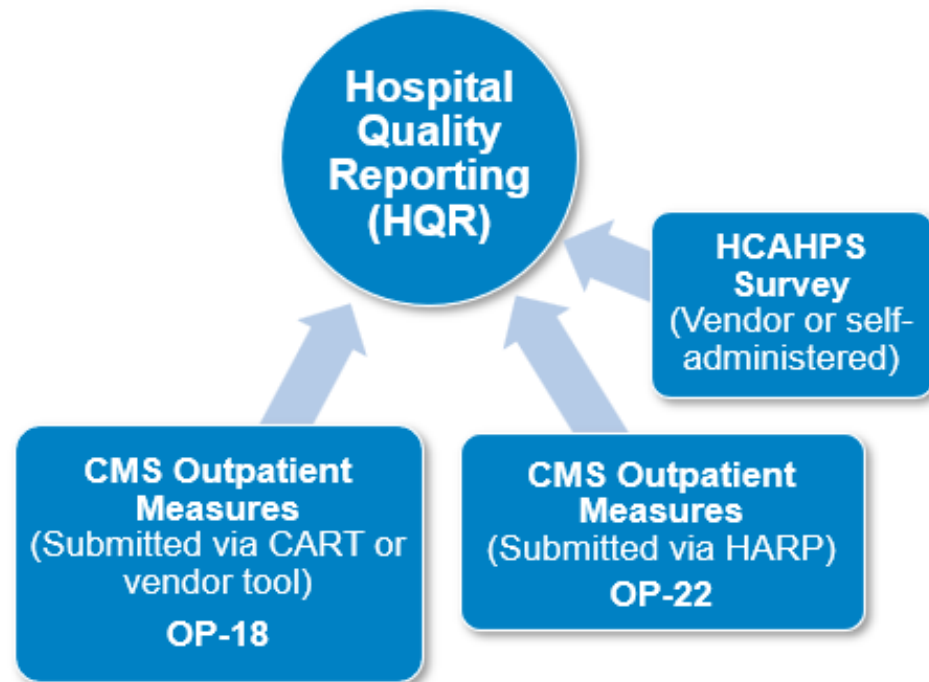 Hospital
Quality
Reporting
(HQR)
HCAHPS
Survey
(Vendor or self-
administered)
CMS Outpatient
Measures
(Submitted via CART or
vendor tool)
OP-18
CMS Outpatient
Measures
(Submitted via HARP)
OP-22